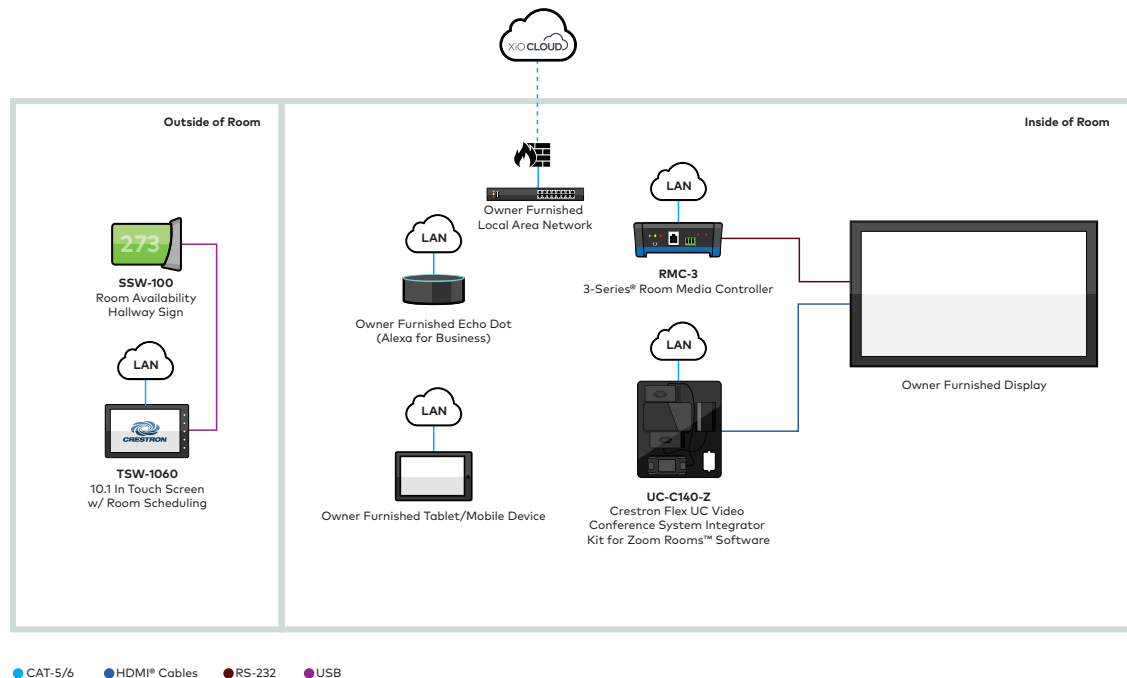 XiO CLOUD
Outside of Room
Inside of Room
273
SSW-100
Room Availability
Hallway Sign
LAN
CRESTRON
TSW-1060
10.1 In Touch Screen
w/ Room Scheduling
Owner Furnished
Local Area Network
LAN
Owner Furnished Echo Dot
(Alexa for Business)
LAN
Owner Furnished Tablet/Mobile Device
LAN
RMC-3
3-Series® Room Media Controller
LAN
UC-C140-Z
Crestron Flex UC Video
Conference System Integrator
Kit for Zoom Rooms™ Software
Owner Furnished Display
CAT-5/6
HDMI® Cables
RS-232
USB